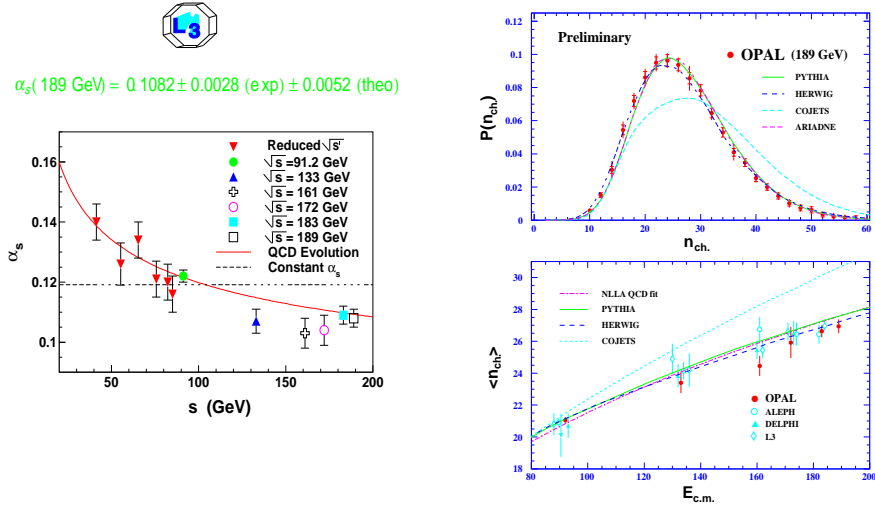 L3
αs( 189 GeV) = 0.1082 ± 0.0028 (exp) ± 0.0052 (theo)
Reduced √s'
√s =91.2 GeV
√s = 133 GeV
√s =161 GeV
√s =172 GeV
√s =183 GeV
√s = 189 GeV
QCD Evolution
Constant αs
0.16
0.14
0.12
0.1
αs
50
100
150
200
s (GeV)
Preliminary
OPAL (189 GeV)
PYTHIA
HERWIG
COJETS
ARIADNE
0.12
0.1
0.08
0.06
0.04
0.02
0
P(nch.)
0
10
20
30
40
50
60
nch.
NLLA QCD fit
PYTHIA
HERWIG
COJETS
OPAL
ALEPH
DELPHI
L3
30
28
26
24
22
20
18
<nch.>
80
100
120
140
160
180
200
Ec.m.